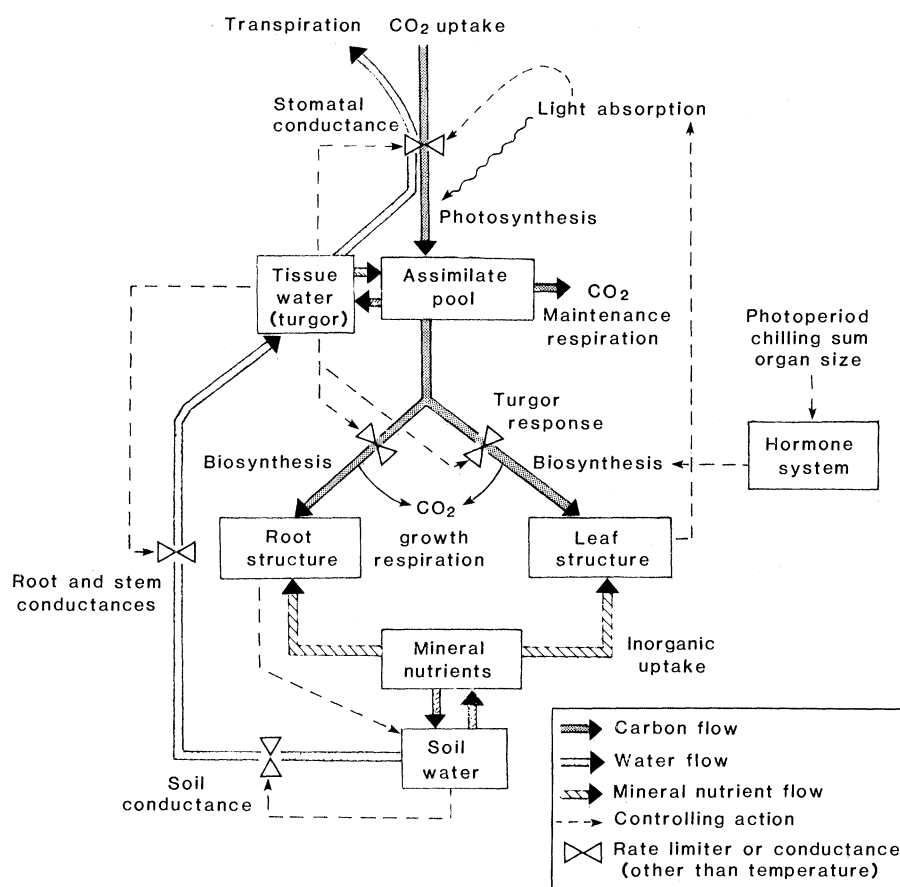 Transpiration
CO2 uptake
Stomatal
conductance
Light absorption
Photosynthesis
Tissue
water
(turgor)
Assimilate
pool
CO2
Maintenance
respiration
Photoperiod
chilling sum
organ size
Turgor
response
Hormone
system
Biosynthesis
Biosynthesis
CO2
growth
respiration
Root
structure
Leaf
structure
Root and stem
conductances
Mineral
nutrients
Inorganic
uptake
Soil
water
Soil
conductance
Carbon flow
Water flow
Mineral nutrient flow
Controlling action
Rate limiter or conductance
(other than temperature)